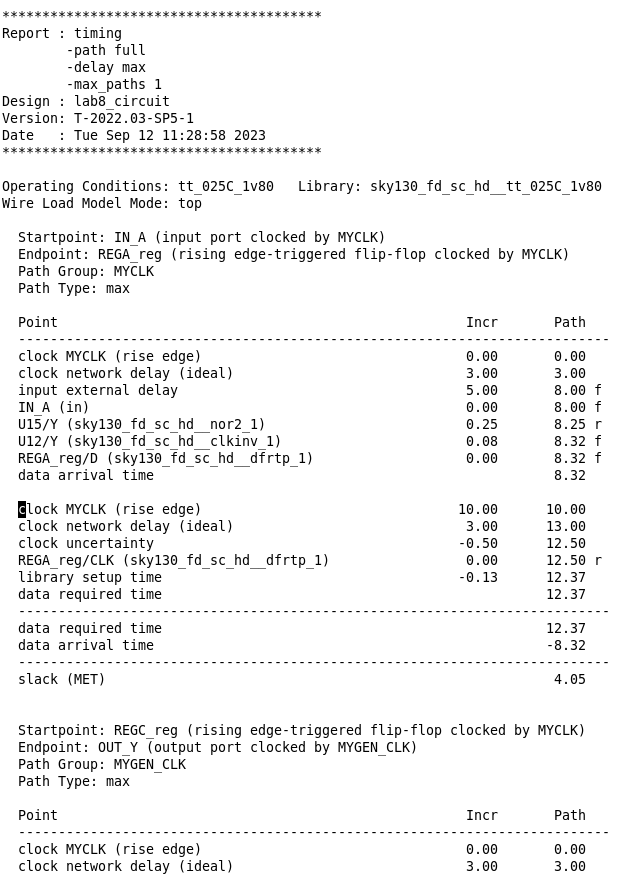 ****************************************
Report : timing
        -path full
        -delay max
        -max_paths 1
Design : lab8_circuit
Version: T-2022.03-SP5-1
Date   : Tue Sep 12 11:28:58 2023
****************************************

Operating Conditions: tt_025C_1v80   Library: sky130_fd_sc_hd__tt_025C_1v80
Wire Load Model Mode: top

  Startpoint: IN_A (input port clocked by MYCLK)
  Endpoint: REGA_reg (rising edge-triggered flip-flop clocked by MYCLK)
  Path Group: MYCLK
  Path Type: max

  Point                                                   Incr       Path
  --------------------------------------------------------------------------
  clock MYCLK (rise edge)                                 0.00       0.00
  clock network delay (ideal)                             3.00       3.00
  input external delay                                    5.00       8.00 f
  IN_A (in)                                               0.00       8.00 f
  U15/Y (sky130_fd_sc_hd__nor2_1)                         0.25       8.25 r
  U12/Y (sky130_fd_sc_hd__clkinv_1)                       0.08       8.32 f
  REGA_reg/D (sky130_fd_sc_hd__dfrtp_1)                   0.00       8.32 f
  data arrival time                                                  8.32

  clock MYCLK (rise edge)                                10.00      10.00
  clock network delay (ideal)                             3.00      13.00
  clock uncertainty                                      -0.50      12.50
  REGA_reg/CLK (sky130_fd_sc_hd__dfrtp_1)                 0.00      12.50 r
  library setup time                                     -0.13      12.37
  data required time                                                12.37
  --------------------------------------------------------------------------
  data required time                                                12.37
  data arrival time                                                 -8.32
  --------------------------------------------------------------------------
  slack (MET)                                                        4.05


  Startpoint: REGC_reg (rising edge-triggered flip-flop clocked by MYCLK)
  Endpoint: OUT_Y (output port clocked by MYGEN_CLK)
  Path Group: MYGEN_CLK
  Path Type: max

  Point                                                   Incr       Path
  --------------------------------------------------------------------------
  clock MYCLK (rise edge)                                 0.00       0.00
  clock network delay (ideal)                             3.00       3.00